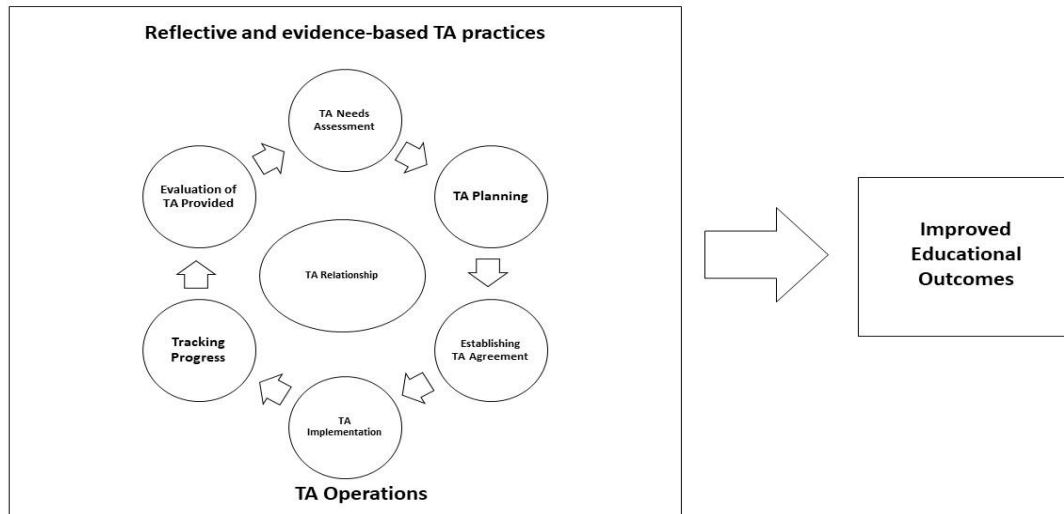 Reflective and evidence-based TA practices
TA Needs
Assessment
TA Planning
Establishing
TA Agreement
TA
Implementation
Tracking
Progress
Evaluation of
TA Provided
TA Relationship
TA Operations
Improved
Educational
Outcomes